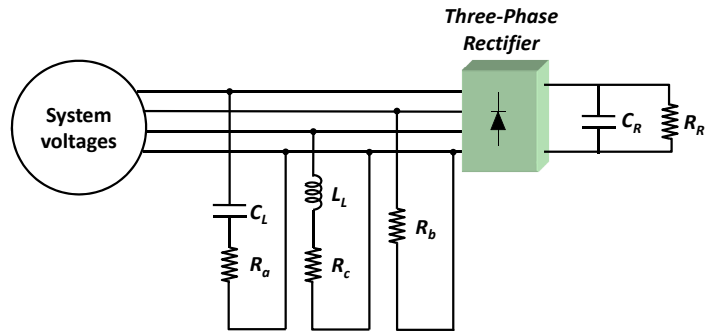 Three-Phase
Rectifier
System
voltages
C_L
R_a
L_L
R_c
R_b
C_R
R_R